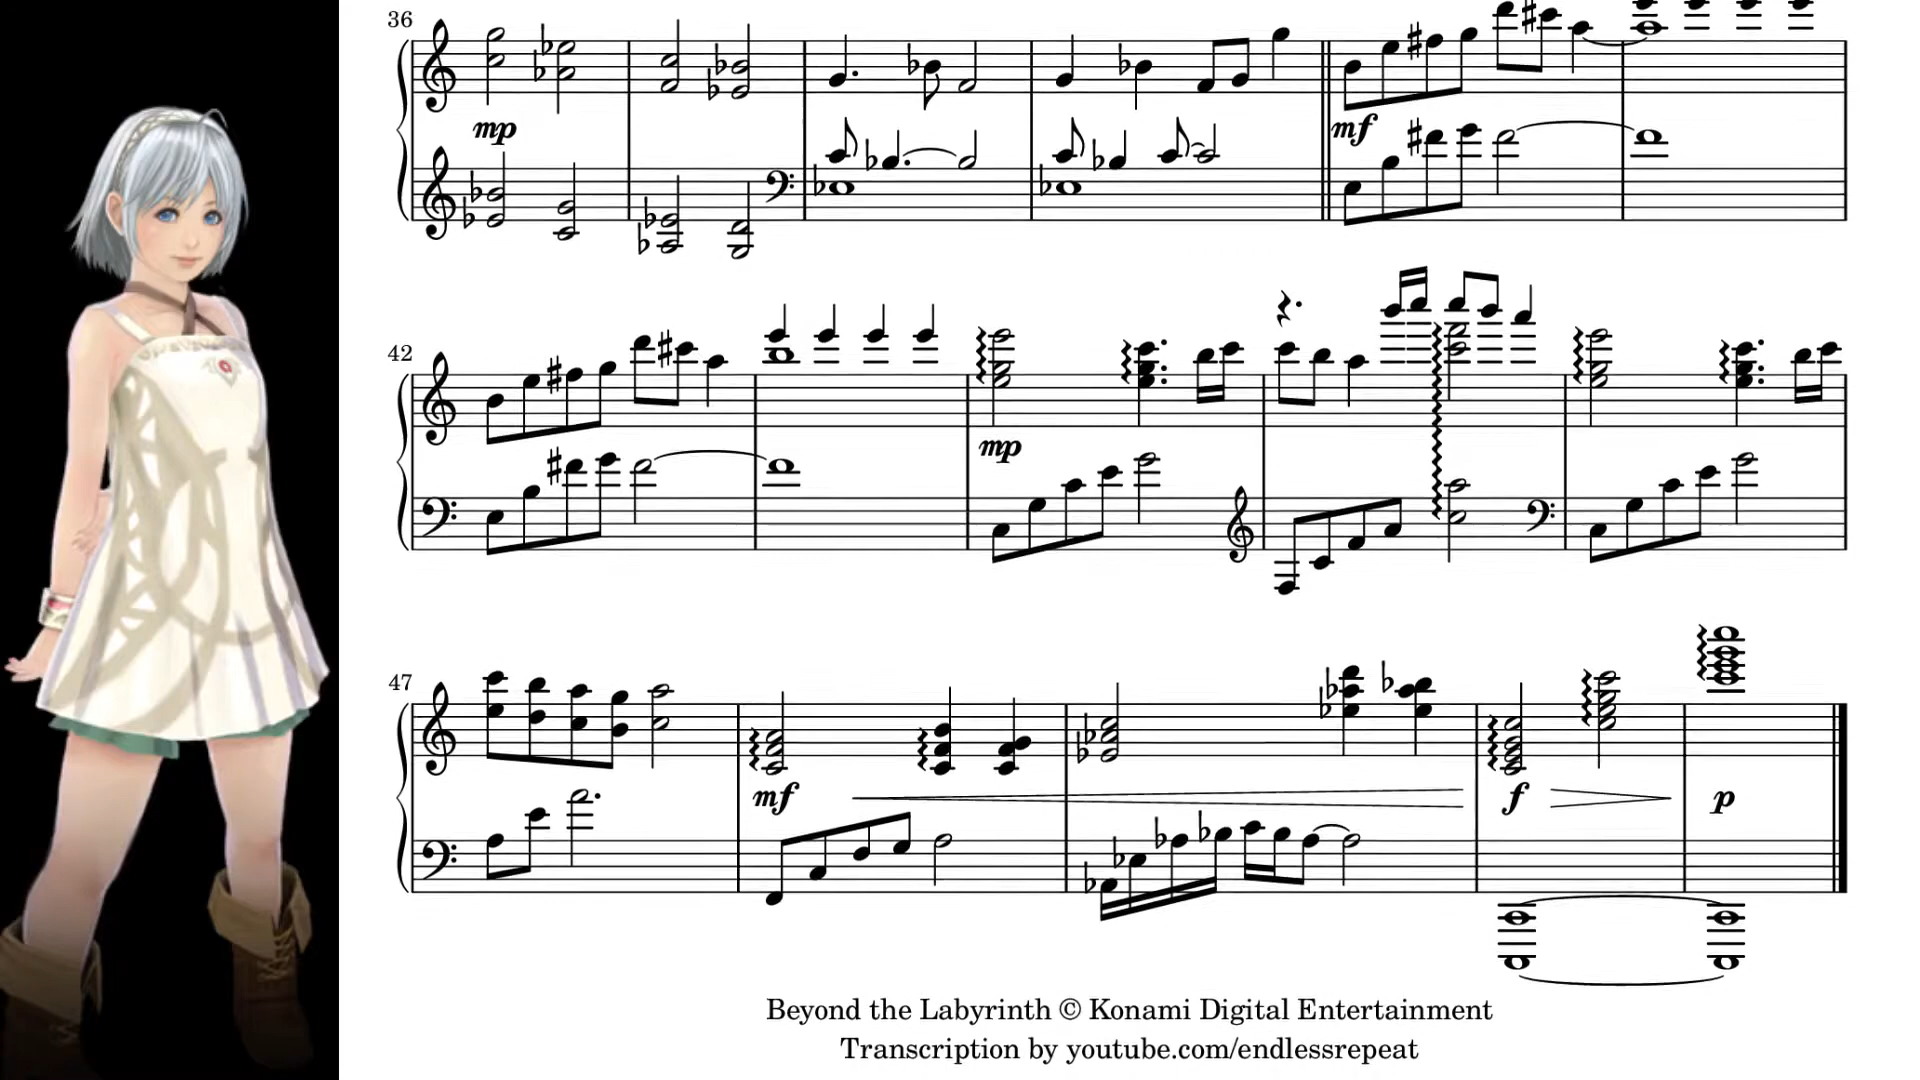 36
mp
mf
42
mp
47
mf
f
p
Beyond the Labyrinth © Konami Digital Entertainment
Transcription by youtube.com/endlessrepeat